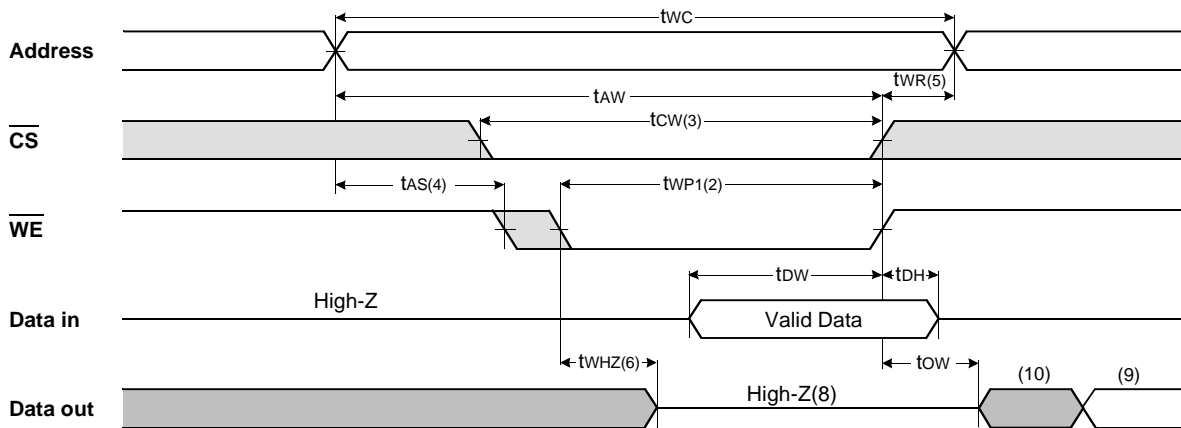 tWC
Address
tWR(5)
tAW
tCW(3)
CS
tAS(4)
tWP1(2)
WE
tDW
tDH
High-Z
Data in
Valid Data
tWHZ(6)
tOW
High-Z(8)
(10)
(9)
Data out